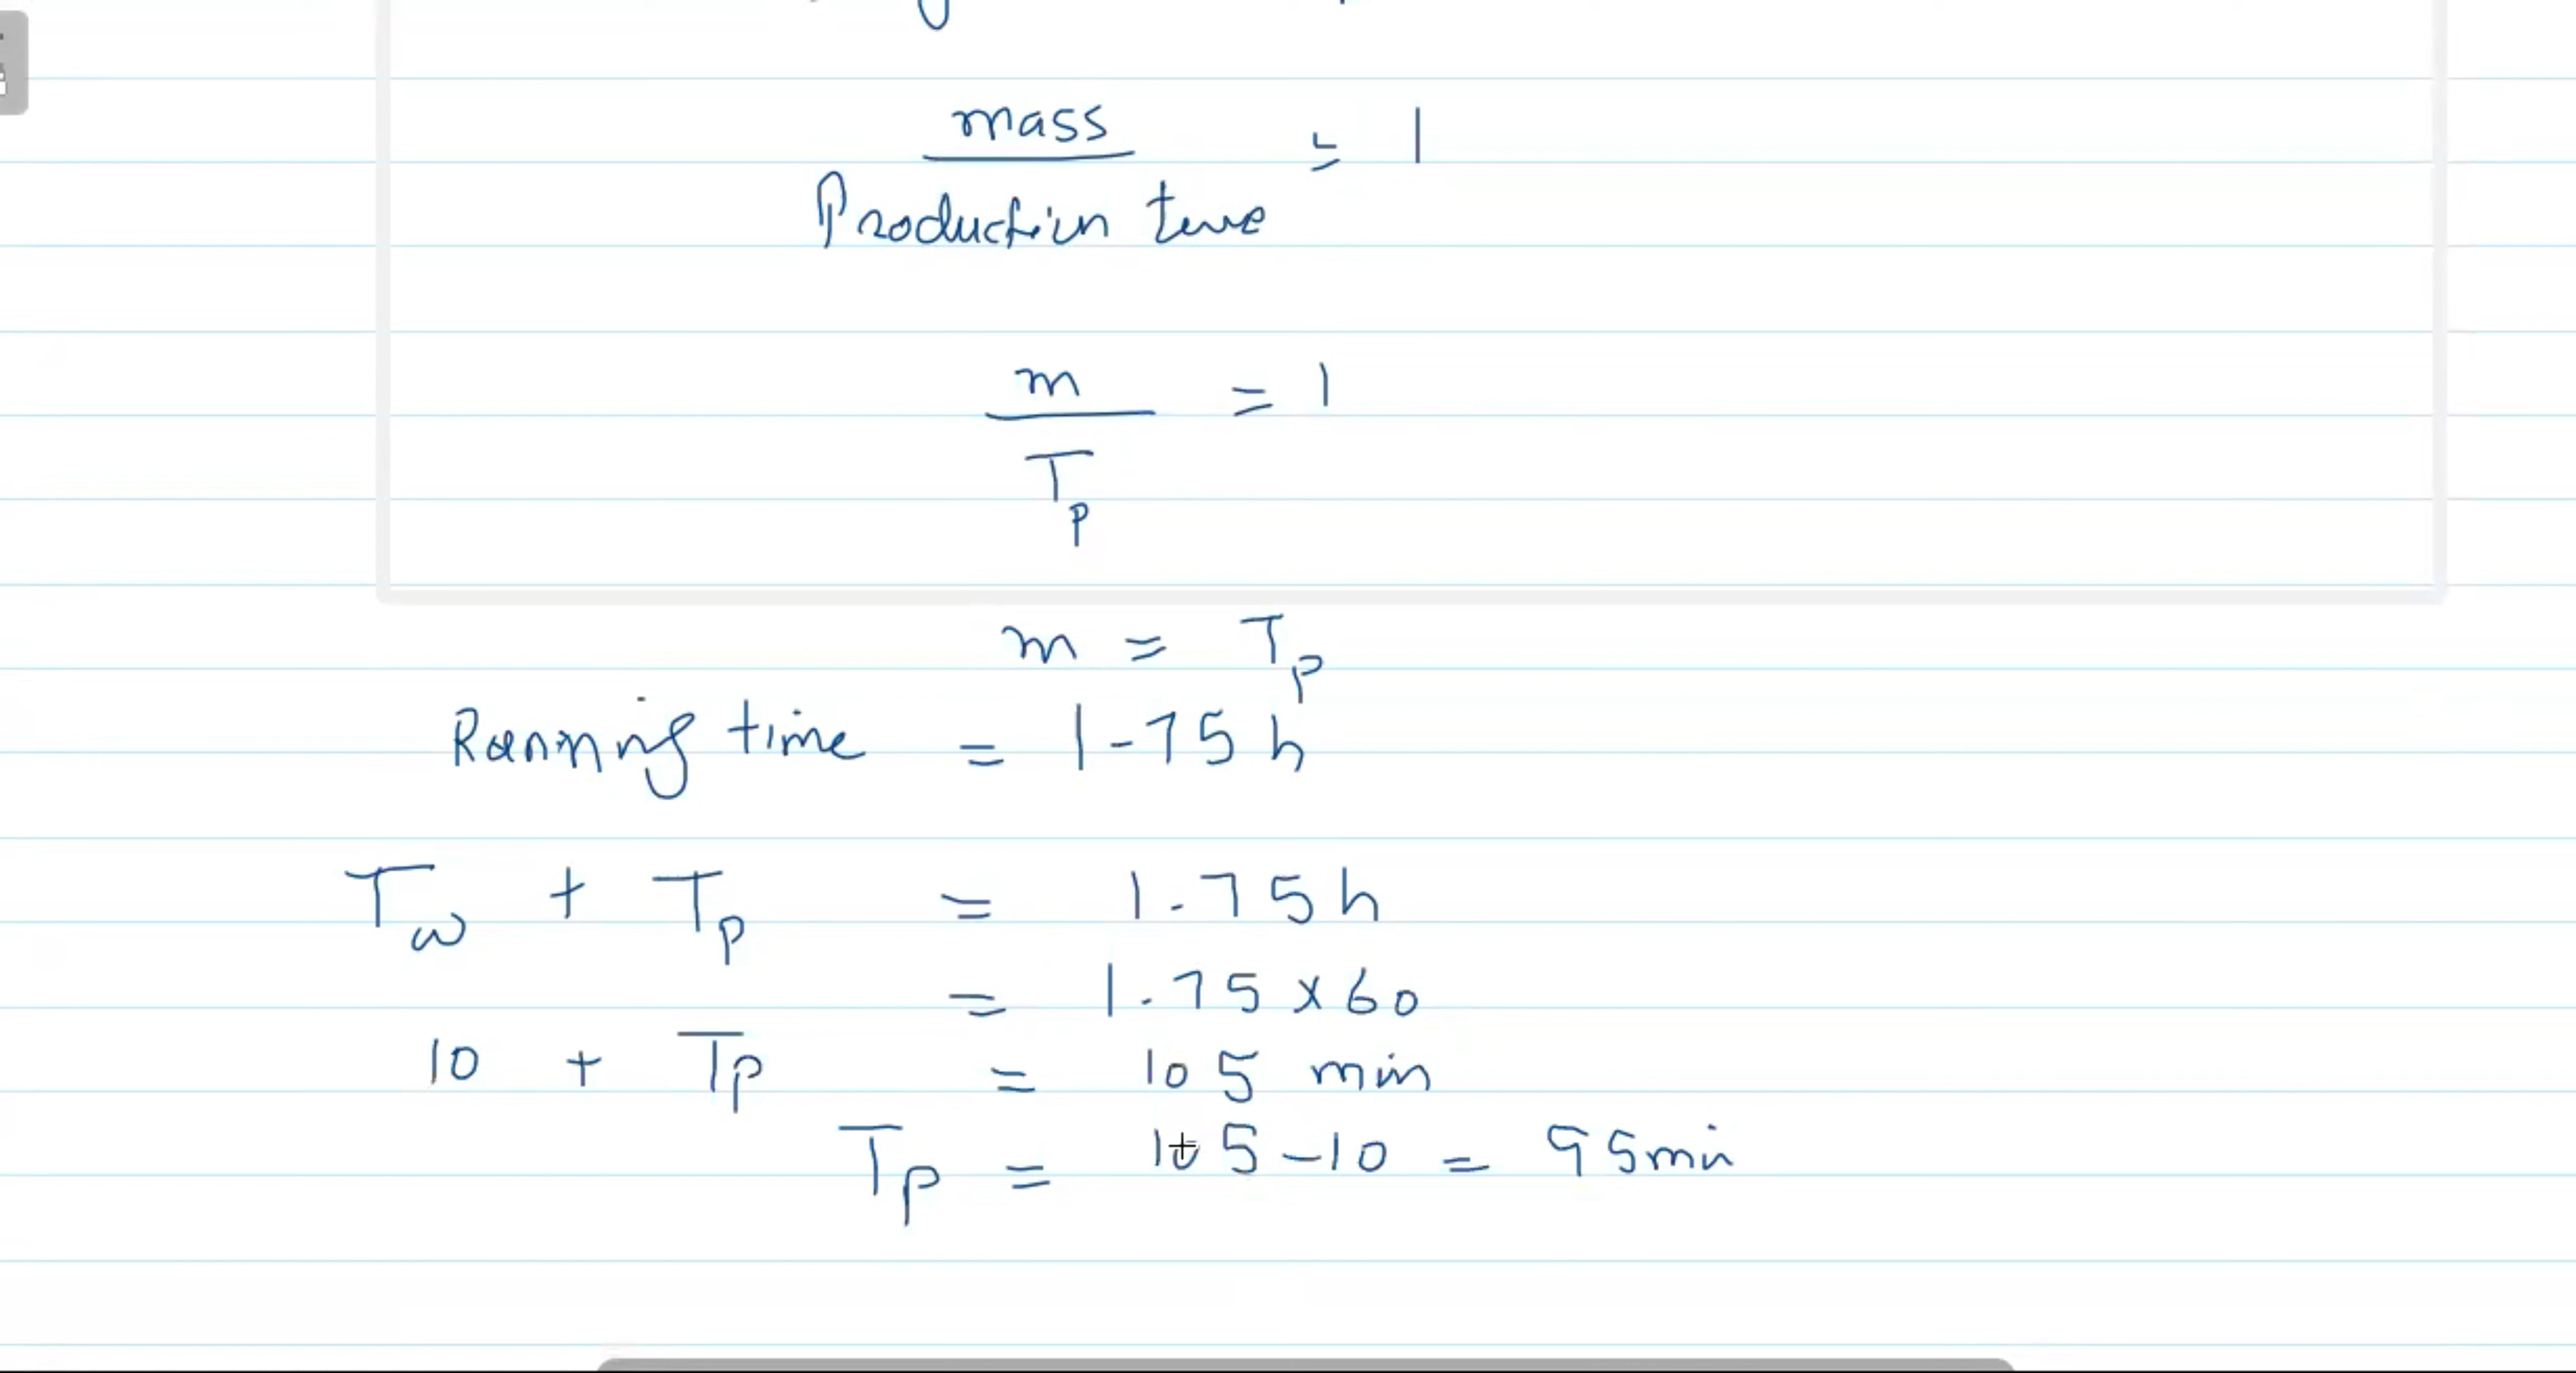 mass
= 1
Production time
m
= 1
Tp
m = Tp
Running time = 1.75 h
Tw + Tp = 1.75 h
= 1.75 x 60
10 + Tp = 105 min
Tp = 105 - 10 = 95 min